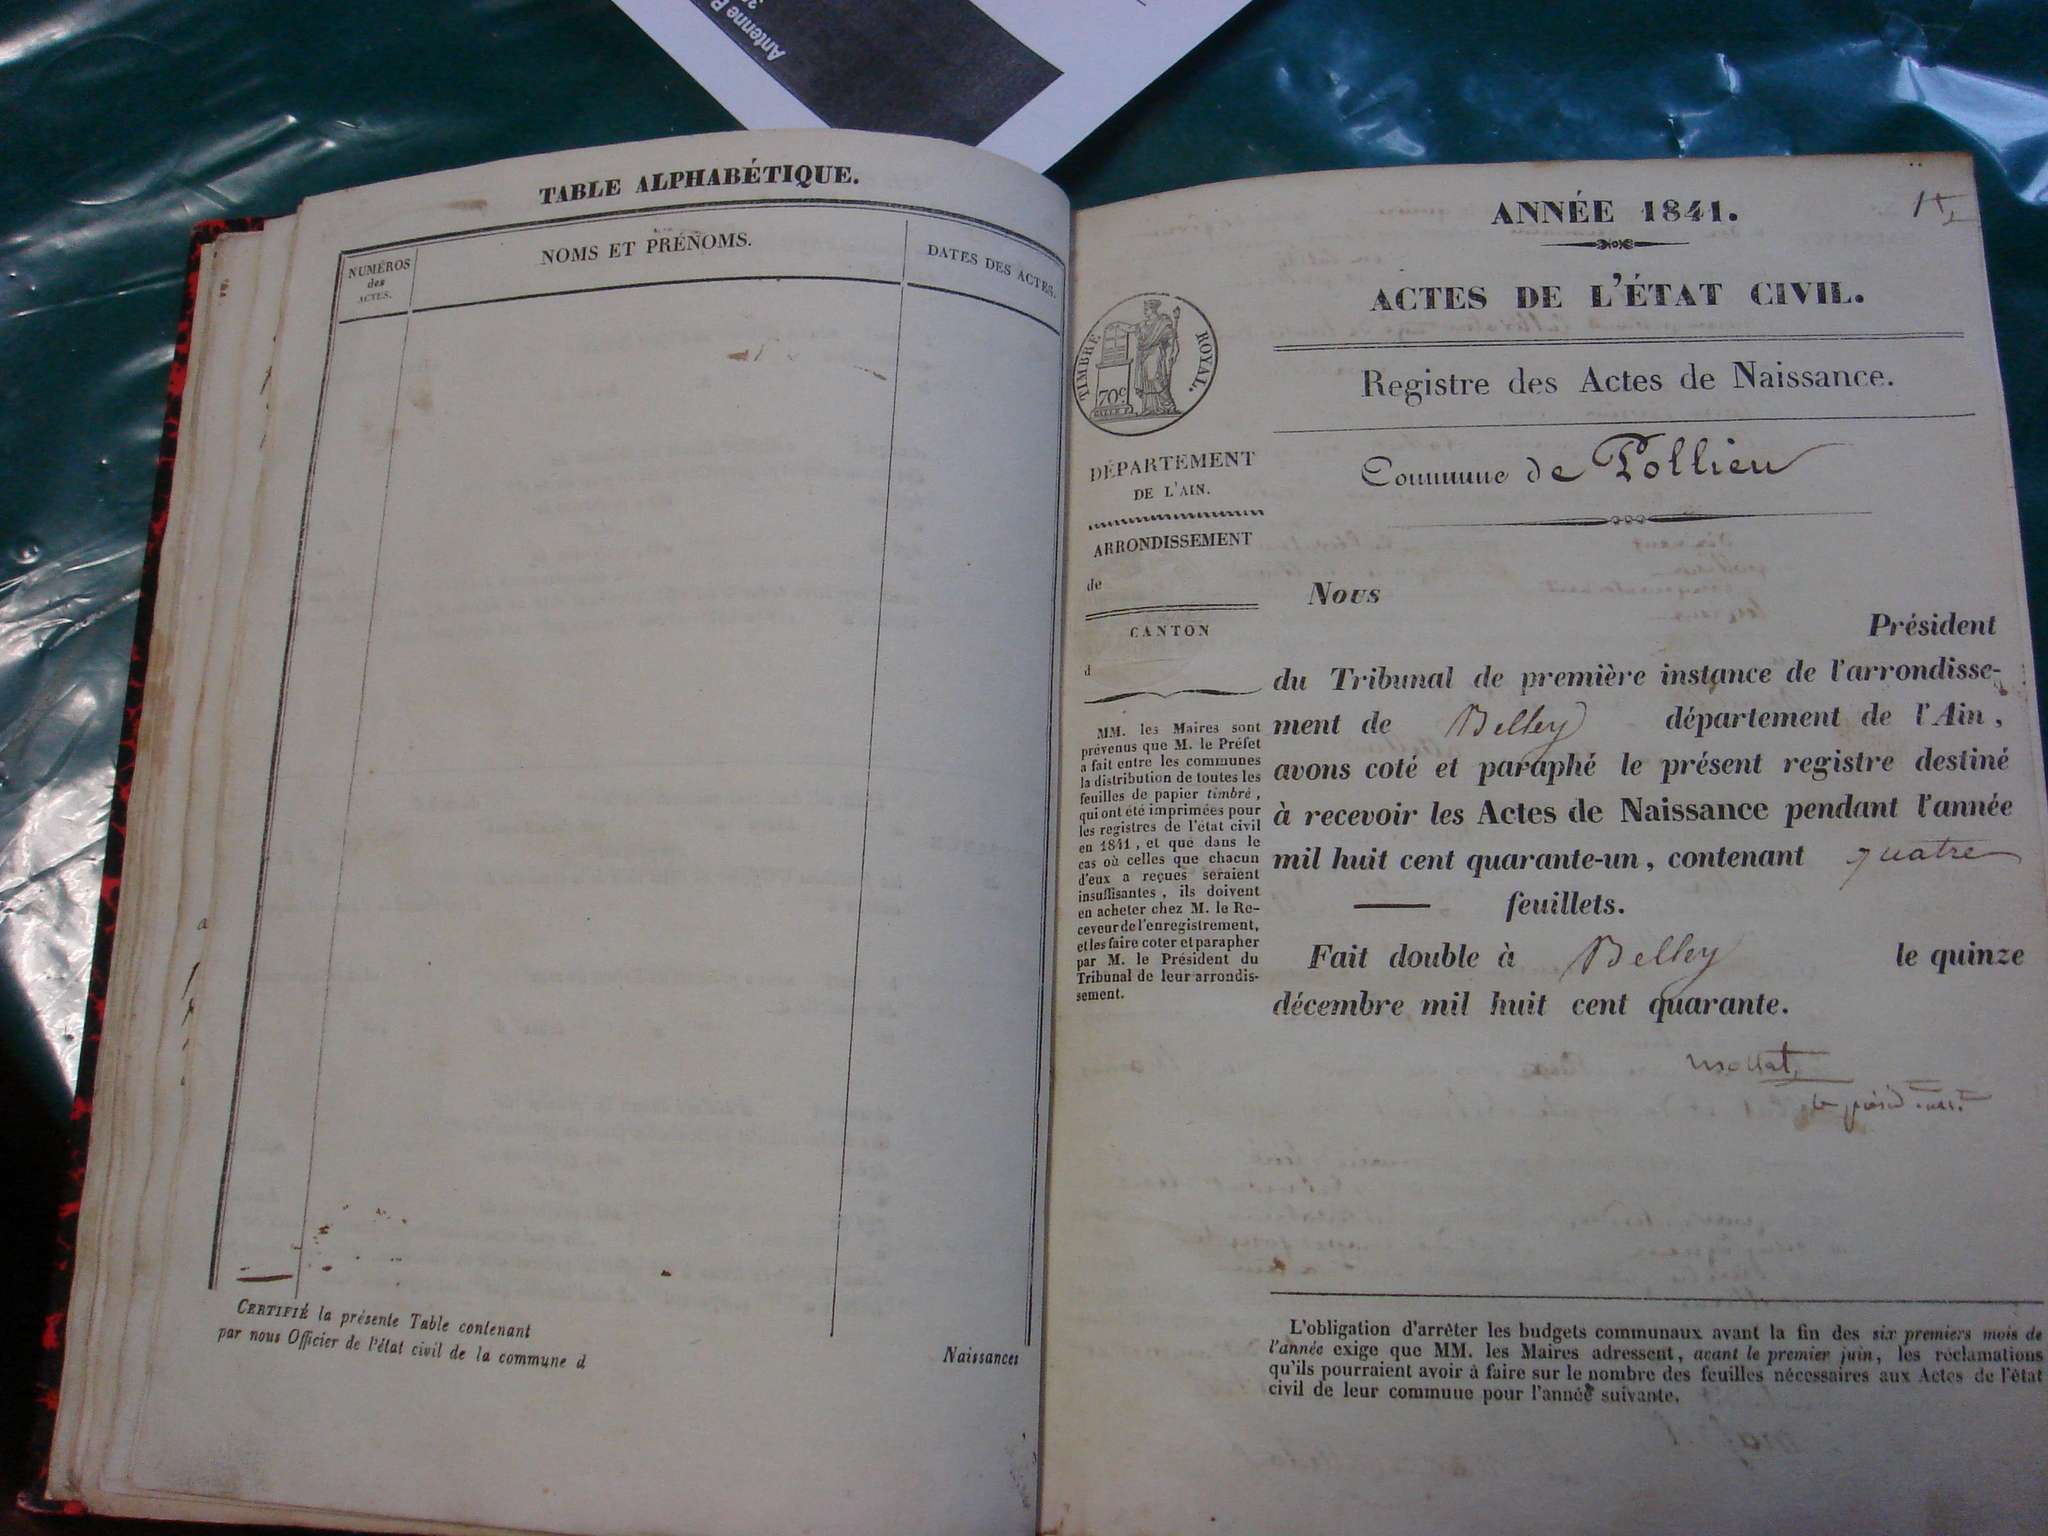 Antenne
TABLE ALPHABÉTIQUE.
NUMÉROS
des
ACTES.
NOMS ET PRÉNOMS.
DATES DES ACTES.
CERTIFIÉ la présente Table contenant
Naissances
par nous Officier de l'état civil de la commune d
ANNÉE 1841.
ACTES DE L'ÉTAT CIVIL.
TIMBRE ROYAL.
70c.
Registre des Actes de Naissance.
Commune de Pollieu
DÉPARTEMENT
DE L'AIN.
ARRONDISSEMENT
de
CANTON
d
MM. les Maires sont
prévenus que M. le Préfet
a fait entre les communes
la distribution de toutes les
feuilles de papier timbré,
qui ont été imprimées pour
les registres de l'état civil
en 1841, et que dans le
cas où celles que chacun
d'eux a reçues seraient
insuffisantes, ils doivent
en acheter chez M. le Re-
ceveur de l'enregistrement,
et les faire coter et parapher
par M. le Président du
Tribunal de leur arrondis-
sement.
Nous
Président
du Tribunal de première instance de l'arrondisse-
ment de Belley département de l'Ain,
avons coté et paraphé le présent registre destiné
à recevoir les Actes de Naissance pendant l'année
mil huit cent quarante-un, contenant quatre
feuillets.
Fait double à Belley le quinze
décembre mil huit cent quarante.
L'obligation d'arrêter les budgets communaux avant la fin des six premiers mois de
l'année exige que MM. les Maires adressent, avant le premier juin, les réclamations
qu'ils pourraient avoir à faire sur le nombre des feuilles nécessaires aux Actes de l'état
civil de leur commune pour l'année suivante.